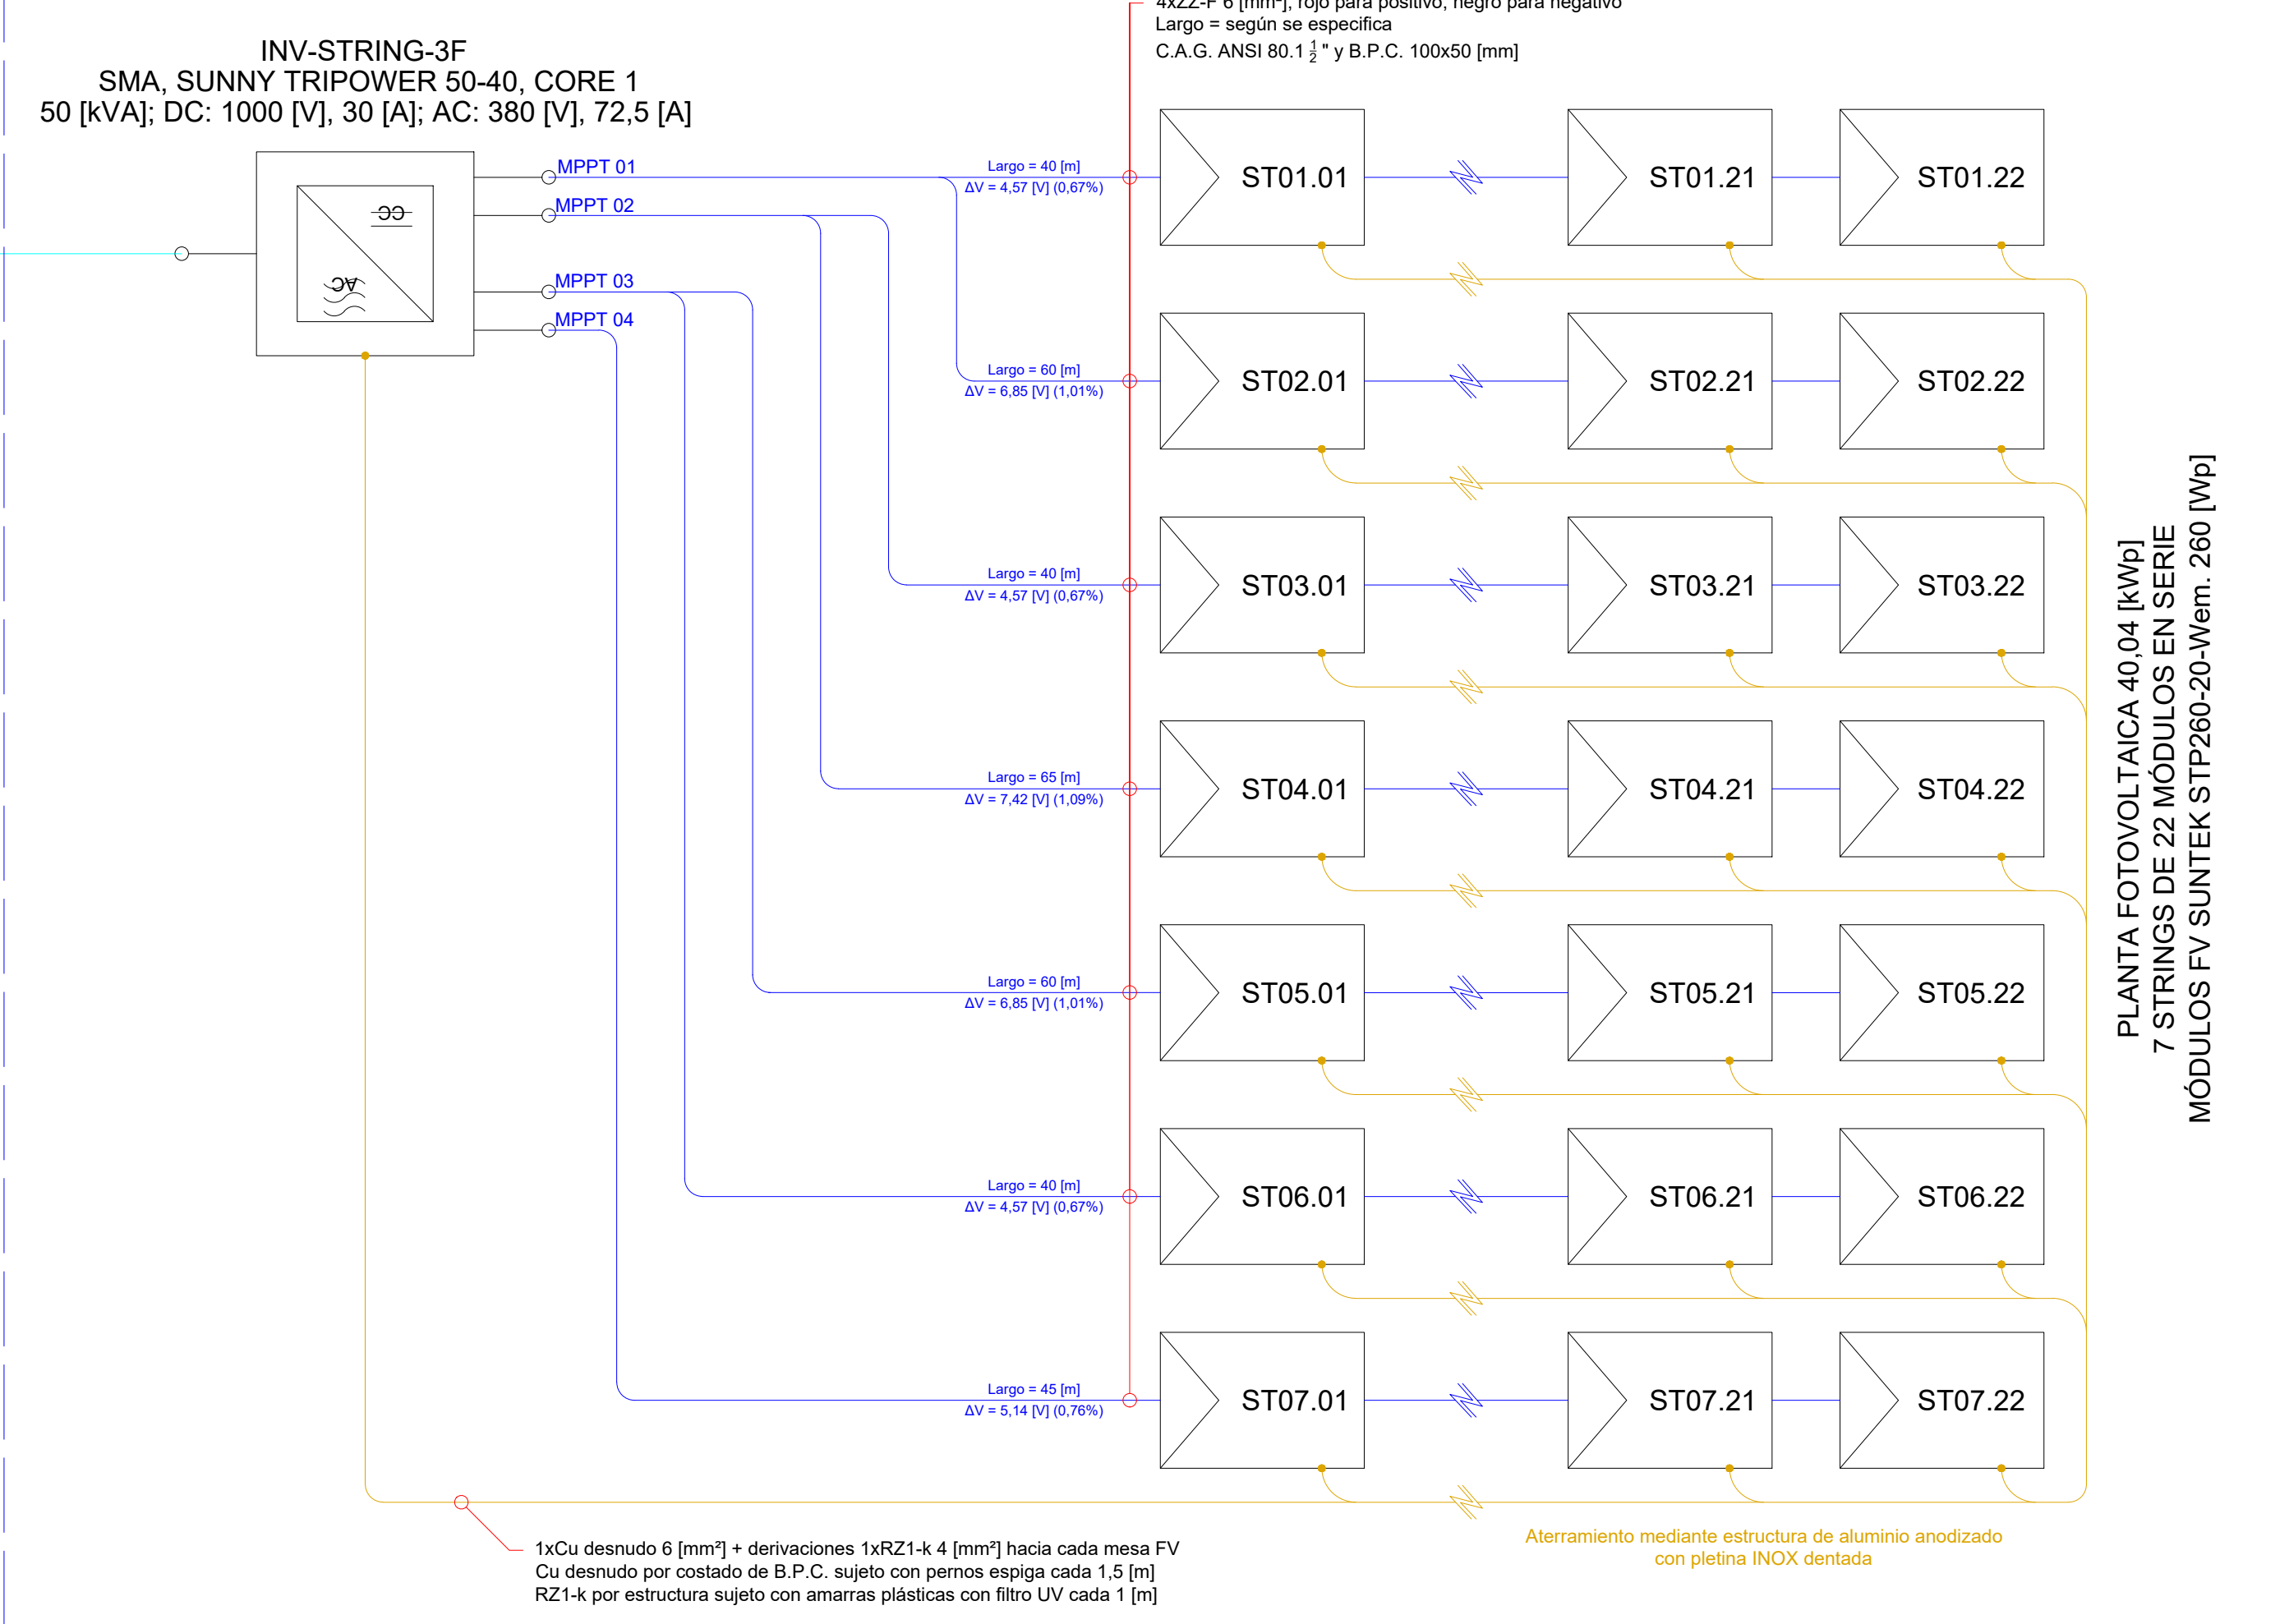 4xZZ-F 6 [mm²], rojo para positivo, negro para negativo
Largo = según se especifica
C.A.G. ANSI 80.1 1/2" y B.P.C. 100x50 [mm]
INV-STRING-3F
SMA, SUNNY TRIPOWER 50-40, CORE 1
50 [kVA]; DC: 1000 [V], 30 [A]; AC: 380 [V], 72,5 [A]
CC
AC
MPPT 01
MPPT 02
MPPT 03
MPPT 04
Largo = 40 [m]
ΔV = 4,57 [V] (0,67%)
ST01.01
ST01.21
ST01.22
Largo = 60 [m]
ΔV = 6,85 [V] (1,01%)
ST02.01
ST02.21
ST02.22
Largo = 40 [m]
ΔV = 4,57 [V] (0,67%)
ST03.01
ST03.21
ST03.22
Largo = 65 [m]
ΔV = 7,42 [V] (1,09%)
ST04.01
ST04.21
ST04.22
Largo = 60 [m]
ΔV = 6,85 [V] (1,01%)
ST05.01
ST05.21
ST05.22
Largo = 40 [m]
ΔV = 4,57 [V] (0,67%)
ST06.01
ST06.21
ST06.22
Largo = 45 [m]
ΔV = 5,14 [V] (0,76%)
ST07.01
ST07.21
ST07.22
PLANTA FOTOVOLTAICA 40,04 [kWp]
7 STRINGS DE 22 MÓDULOS EN SERIE
MÓDULOS FV SUNTEK STP260-20-Wem. 260 [Wp]
1xCu desnudo 6 [mm²] + derivaciones 1xRZ1-k 4 [mm²] hacia cada mesa FV
Cu desnudo por costado de B.P.C. sujeto con pernos espiga cada 1,5 [m]
RZ1-k por estructura sujeto con amarras plásticas con filtro UV cada 1 [m]
Aterramiento mediante estructura de aluminio anodizado
con pletina INOX dentada